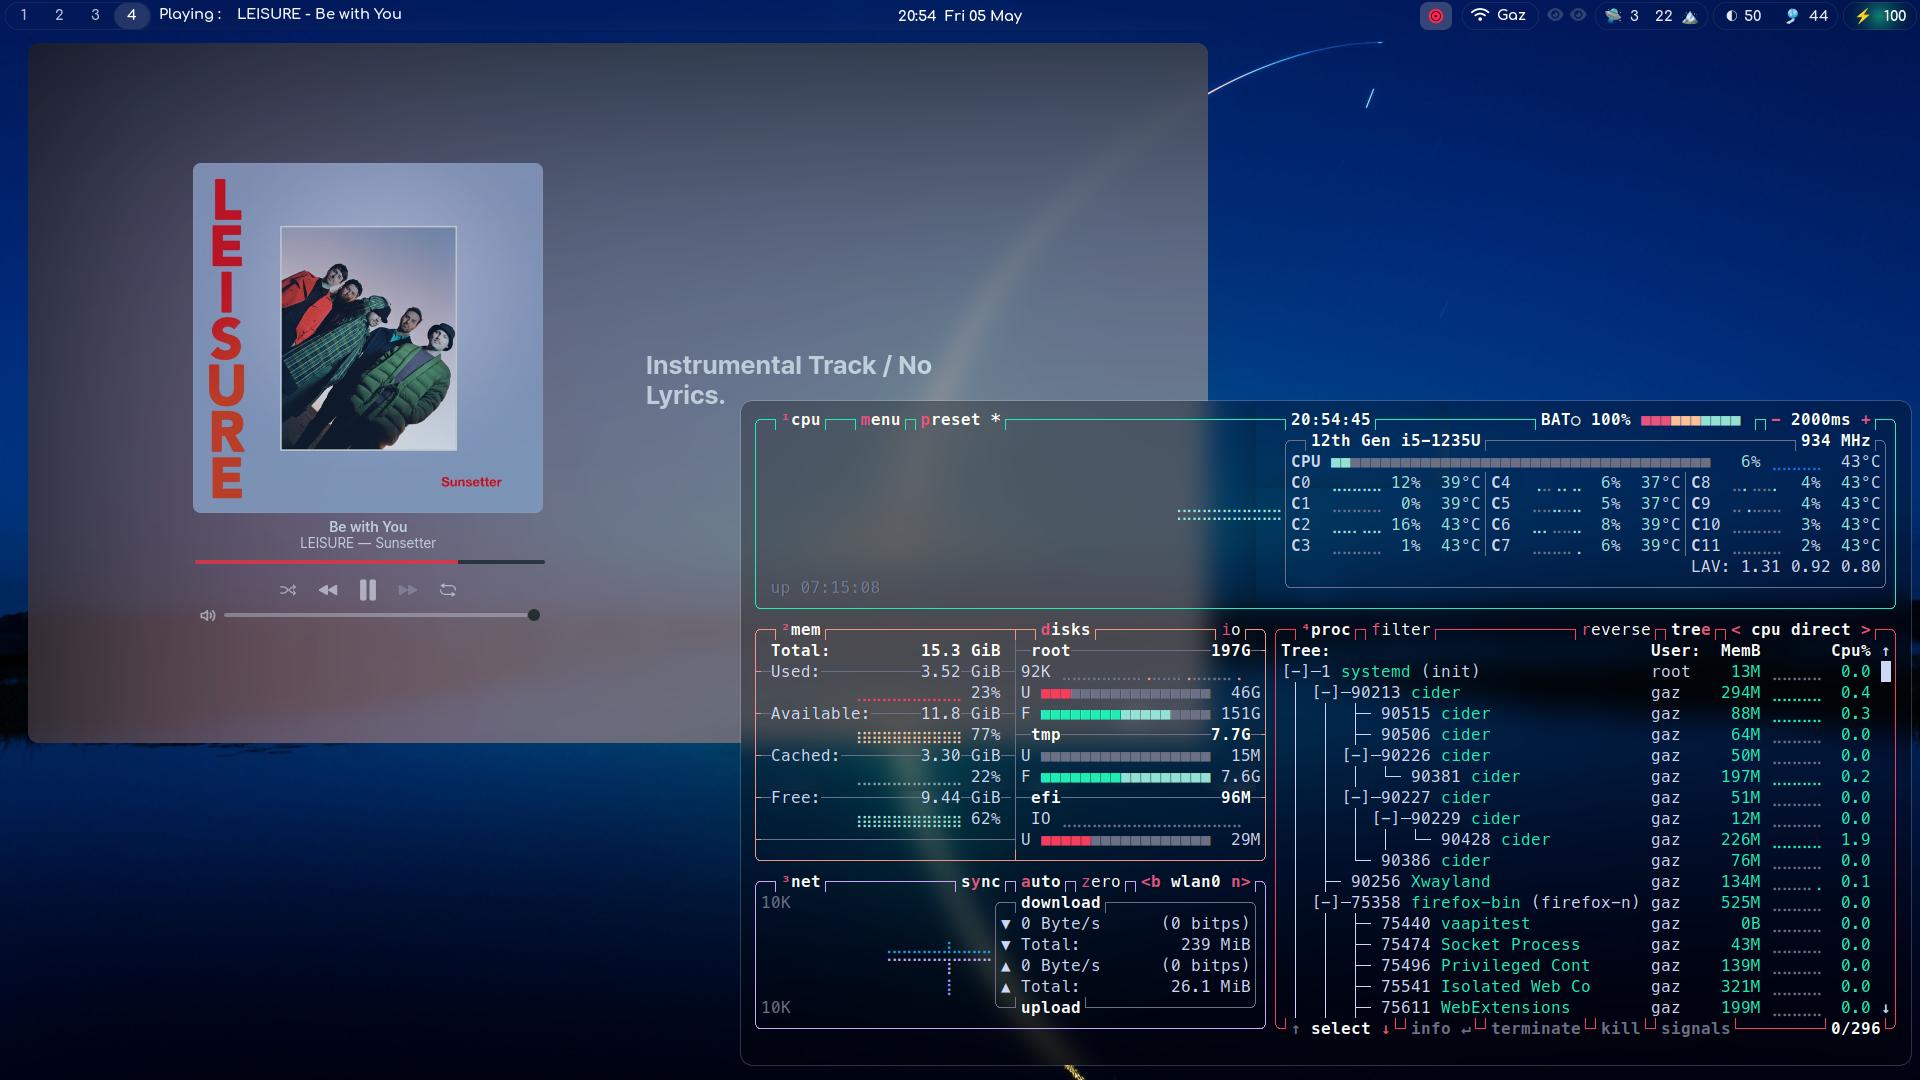 1 2 3 4 Playing : LEISURE - Be with You
20:54 Fri 05 May
Gaz 3 22 50 44 100
LEISURE
Sunsetter
Be with You
LEISURE — Sunsetter
Instrumental Track / No
Lyrics.
1cpu menu preset * 20:54:45 BAT○ 100% - 2000ms +
12th Gen i5-1235U 934 MHz
CPU 6% 43°C
C0 12% 39°C C4 6% 37°C C8 4% 43°C
C1 0% 39°C C5 5% 37°C C9 4% 43°C
C2 16% 43°C C6 8% 39°C C10 3% 43°C
C3 1% 43°C C7 6% 39°C C11 2% 43°C
LAV: 1.31 0.92 0.80
up 07:15:08
2mem disks io
Total: 15.3 GiB
Used: 3.52 GiB
23%
Available: 11.8 GiB
77%
Cached: 3.30 GiB
22%
Free: 9.44 GiB
62%
root 197G
92K
U 46G
F 151G
tmp 7.7G
U 15M
F 7.6G
efi 96M
IO
U 29M
3net sync auto zero <b wlan0 n>
10K
10K
download
▼ 0 Byte/s (0 bitps)
▼ Total: 239 MiB
▲ 0 Byte/s (0 bitps)
▲ Total: 26.1 MiB
upload
4proc filter reverse tree < cpu direct >
Tree: User: MemB Cpu% ↑
[-]-1 systemd (init) root 13M 0.0
[-]-90213 cider gaz 294M 0.4
90515 cider gaz 88M 0.3
90506 cider gaz 64M 0.0
[-]-90226 cider gaz 50M 0.0
90381 cider gaz 197M 0.2
[-]-90227 cider gaz 51M 0.0
[-]-90229 cider gaz 12M 0.0
90428 cider gaz 226M 1.9
90386 cider gaz 76M 0.0
90256 Xwayland gaz 134M 0.1
[-]-75358 firefox-bin (firefox-n) gaz 525M 0.0
75440 vaapitest gaz 0B 0.0
75474 Socket Process gaz 43M 0.0
75496 Privileged Cont gaz 139M 0.0
75541 Isolated Web Co gaz 321M 0.0
75611 WebExtensions gaz 199M 0.0 ↓
↑ select ↓ info ↵ terminate kill signals 0/296